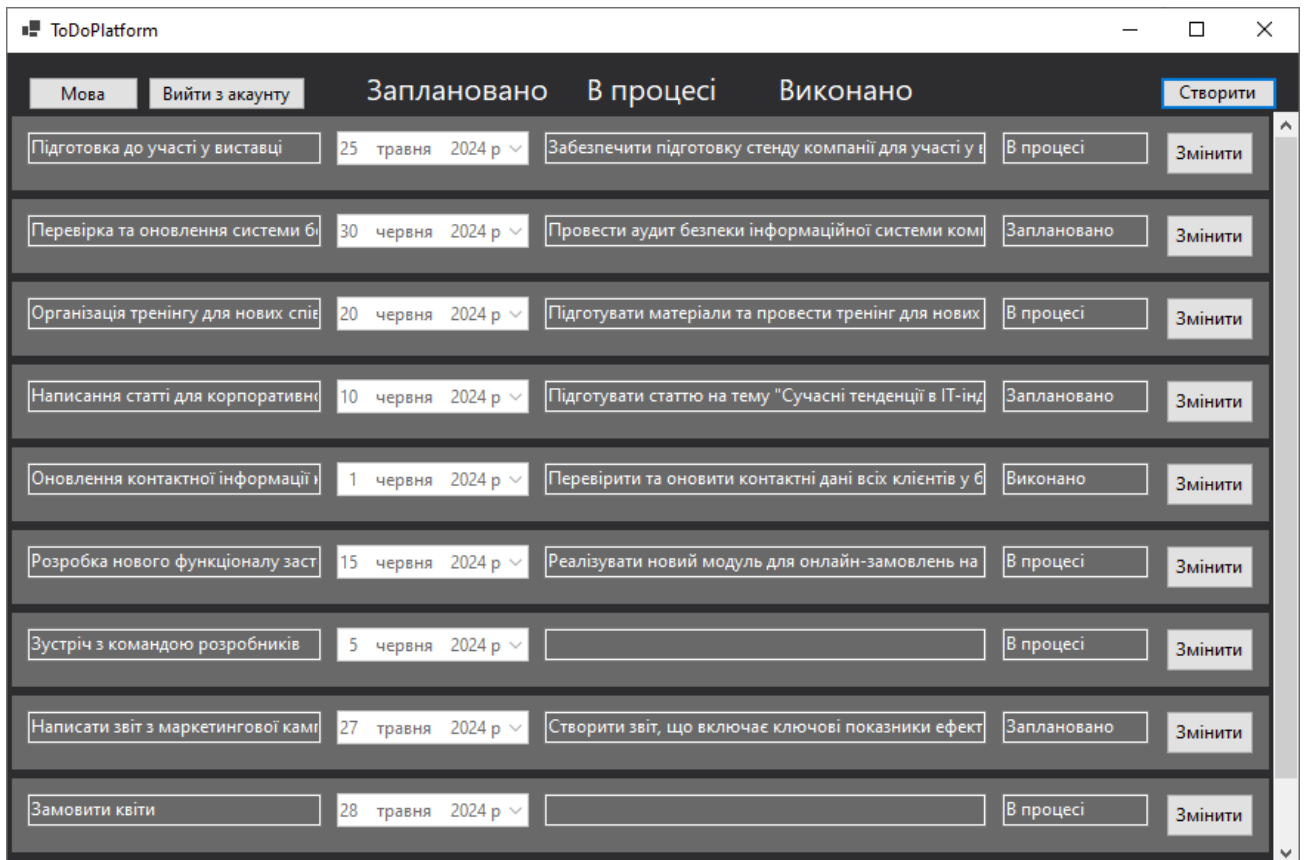 ToDoPlatform
Мова Вийти з акаунту Заплановано В процесі Виконано Створити
Підготовка до участі у виставці 25 травня 2024 р Забезпечити підготовку стенду компанії для участі у В процесі Змінити
Перевірка та оновлення системи 30 червня 2024 р Провести аудит безпеки інформаційної системи Заплановано Змінити
Організація тренінгу для нових 20 червня 2024 р Підготувати матеріали та провести тренінг для нових В процесі Змінити
Написання статті для 10 червня 2024 р Підготувати статтю на тему "Сучасні тенденції в Заплановано Змінити
Оновлення контактної інформації 1 червня 2024 р Перевірити та оновити контактні дані всіх клієнтів у Виконано Змінити
Розробка нового функціоналу заст 15 червня 2024 р Реалізувати новий модуль для онлайн-замовлень на В процесі Змінити
Зустріч з командою розробників 5 червня 2024 р В процесі Змінити
Написати звіт з маркетингової 27 травня 2024 р Створити звіт, що включає ключові показники ефект Заплановано Змінити
Замовити квіти 28 травня 2024 р В процесі Змінити